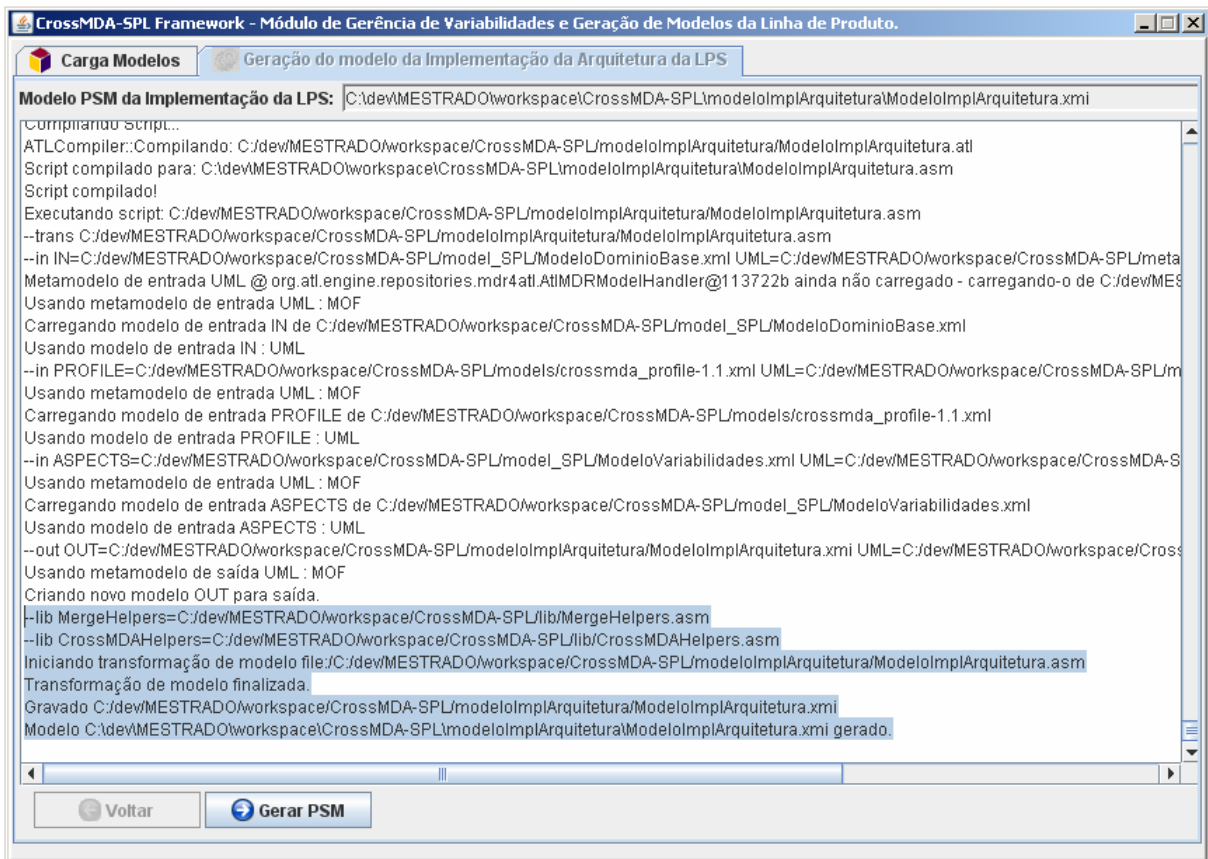 CrossMDA-SPL Framework - Módulo de Gerência de Variabilidades e Geração de Modelos da Linha de Produto.
Carga Modelos
Geração do modelo da Implementação da Arquitetura da LPS
Modelo PSM da Implementação da LPS: C:\dev\MESTRADO\workspace\CrossMDA-SPL\modeloImplArquitetura\ModeloImplArquitetura.xmi
Compilando Script...
ATLCompiler::Compilando: C:/dev/MESTRADO/workspace/CrossMDA-SPL/modeloImplArquitetura/ModeloImplArquitetura.atl
Script compilado para: C:\dev\MESTRADO\workspace\CrossMDA-SPL\modeloImplArquitetura\ModeloImplArquitetura.asm
Script compilado!
Executando script: C:/dev/MESTRADO/workspace/CrossMDA-SPL/modeloImplArquitetura/ModeloImplArquitetura.asm
--trans C:/dev/MESTRADO/workspace/CrossMDA-SPL/modeloImplArquitetura/ModeloImplArquitetura.asm
--in IN=C:/dev/MESTRADO/workspace/CrossMDA-SPL/model_SPL/ModeloDominioBase.xml UML=C:/dev/MESTRADO/workspace/CrossMDA-SPL/meta
Metamodelo de entrada UML @ org.atl.engine.repositories.mdr4atl.AtlMDRModelHandler@113722b ainda não carregado - carregando-o de C:/dev/MES
Usando metamodelo de entrada UML : MOF
Carregando modelo de entrada IN de C:/dev/MESTRADO/workspace/CrossMDA-SPL/model_SPL/ModeloDominioBase.xml
Usando modelo de entrada IN : UML
--in PROFILE=C:/dev/MESTRADO/workspace/CrossMDA-SPL/models/crossmda_profile-1.1.xml UML=C:/dev/MESTRADO/workspace/CrossMDA-SPL/m
Usando metamodelo de entrada UML : MOF
Carregando modelo de entrada PROFILE de C:/dev/MESTRADO/workspace/CrossMDA-SPL/models/crossmda_profile-1.1.xml
Usando modelo de entrada PROFILE : UML
--in ASPECTS=C:/dev/MESTRADO/workspace/CrossMDA-SPL/model_SPL/ModeloVariabilidades.xml UML=C:/dev/MESTRADO/workspace/CrossMDA-S
Usando metamodelo de entrada UML : MOF
Carregando modelo de entrada ASPECTS de C:/dev/MESTRADO/workspace/CrossMDA-SPL/model_SPL/ModeloVariabilidades.xml
Usando modelo de entrada ASPECTS : UML
--out OUT=C:/dev/MESTRADO/workspace/CrossMDA-SPL/modeloImplArquitetura/ModeloImplArquitetura.xmi UML=C:/dev/MESTRADO/workspace/Cross
Usando metamodelo de saída UML : MOF
Criando novo modelo OUT para saída.
--lib MergeHelpers=C:/dev/MESTRADO/workspace/CrossMDA-SPL/lib/MergeHelpers.asm
--lib CrossMDAHelpers=C:/dev/MESTRADO/workspace/CrossMDA-SPL/lib/CrossMDAHelpers.asm
Iniciando transformação de modelo file:/C:/dev/MESTRADO/workspace/CrossMDA-SPL/modeloImplArquitetura/ModeloImplArquitetura.asm
Transformação de modelo finalizada.
Gravado C:/dev/MESTRADO/workspace/CrossMDA-SPL/modeloImplArquitetura/ModeloImplArquitetura.xmi
Modelo C:\dev\MESTRADO\workspace\CrossMDA-SPL\modeloImplArquitetura\ModeloImplArquitetura.xmi gerado.
Voltar
Gerar PSM